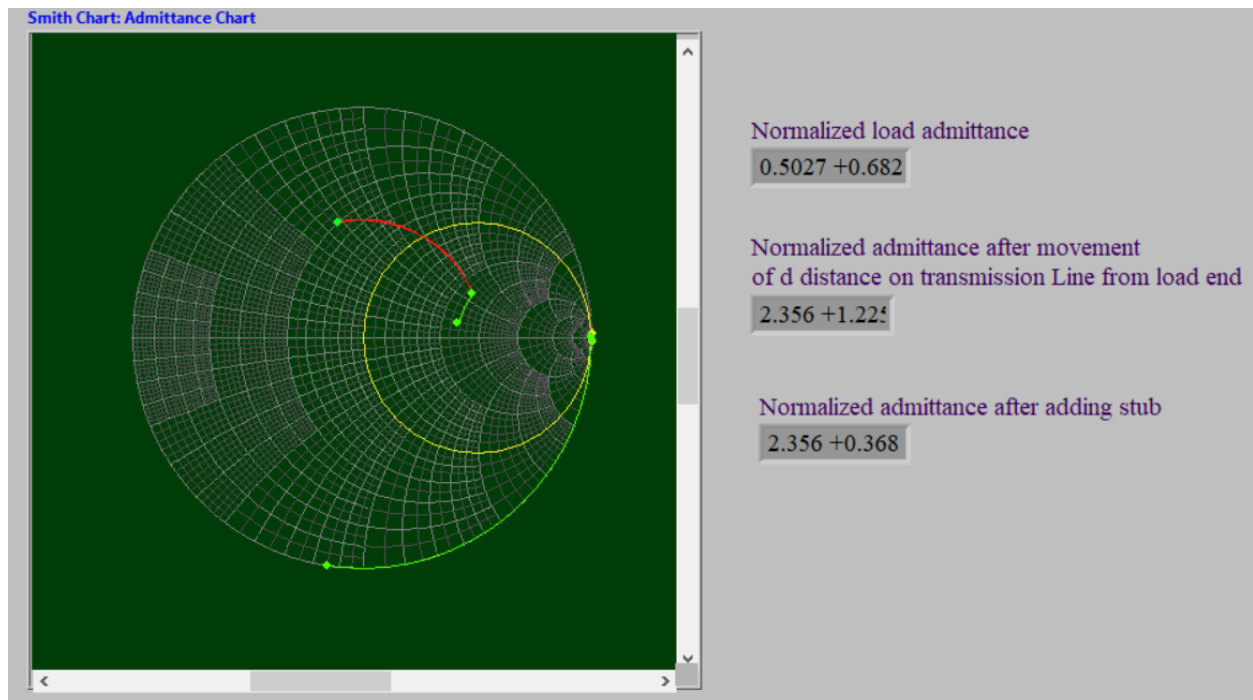 Smith Chart: Admittance Chart
Normalized load admittance
0.5027 +0.682
Normalized admittance after movement
of d distance on transmission Line from load end
2.356 +1.225
Normalized admittance after adding stub
2.356 +0.368